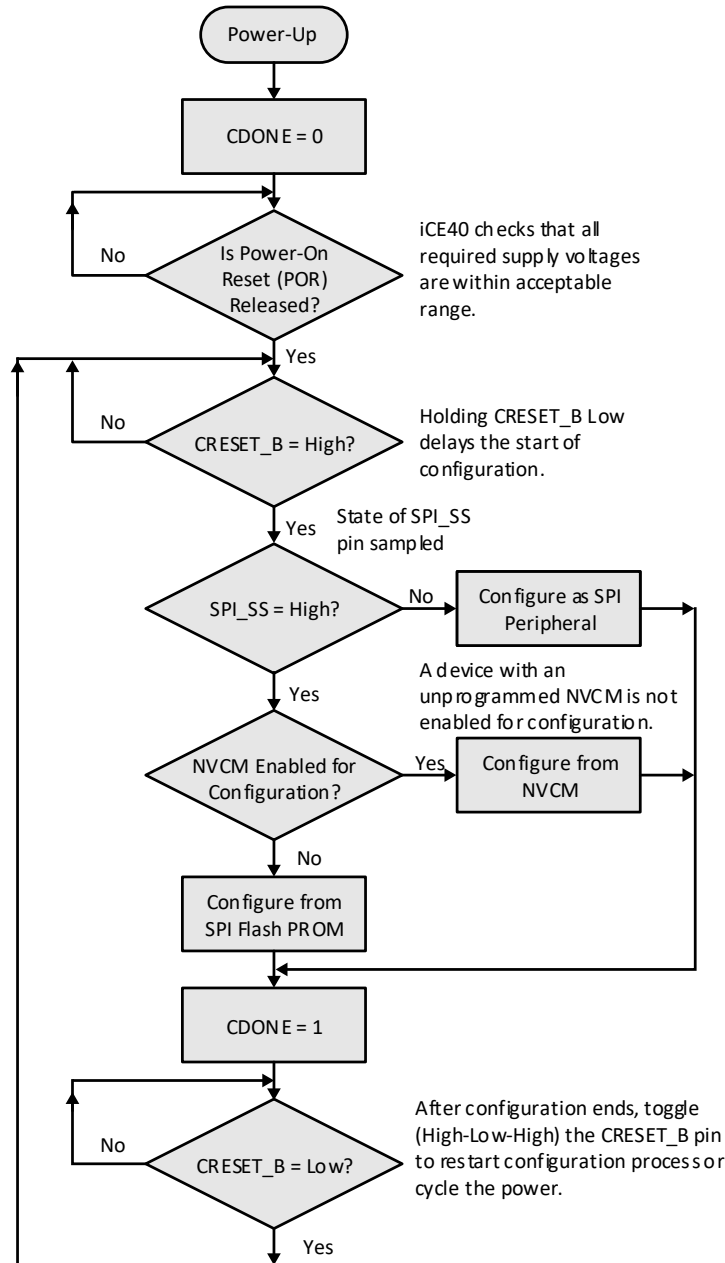 Power-Up
CDONE = 0
No
Is Power-On
Reset (POR)
Released?
iCE40 checks that all
required supply voltages
are within acceptable
range.
Yes
No
CRESET_B = High?
Holding CRESET_B Low
delays the start of
configuration.
Yes
State of SPI_SS
pin sampled
SPI_SS = High?
No
Configure as SPI
Peripheral
Yes
A device with an
unprogrammed NVCM is not
enabled for configuration.
NVCM Enabled for
Configuration?
Yes
Configure from
NVCM
No
Configure from
SPI Flash PROM
CDONE = 1
No
CRESET_B = Low?
After configuration ends, toggle
(High-Low-High) the CRESET_B pin
to restart configuration process or
cycle the power.
Yes